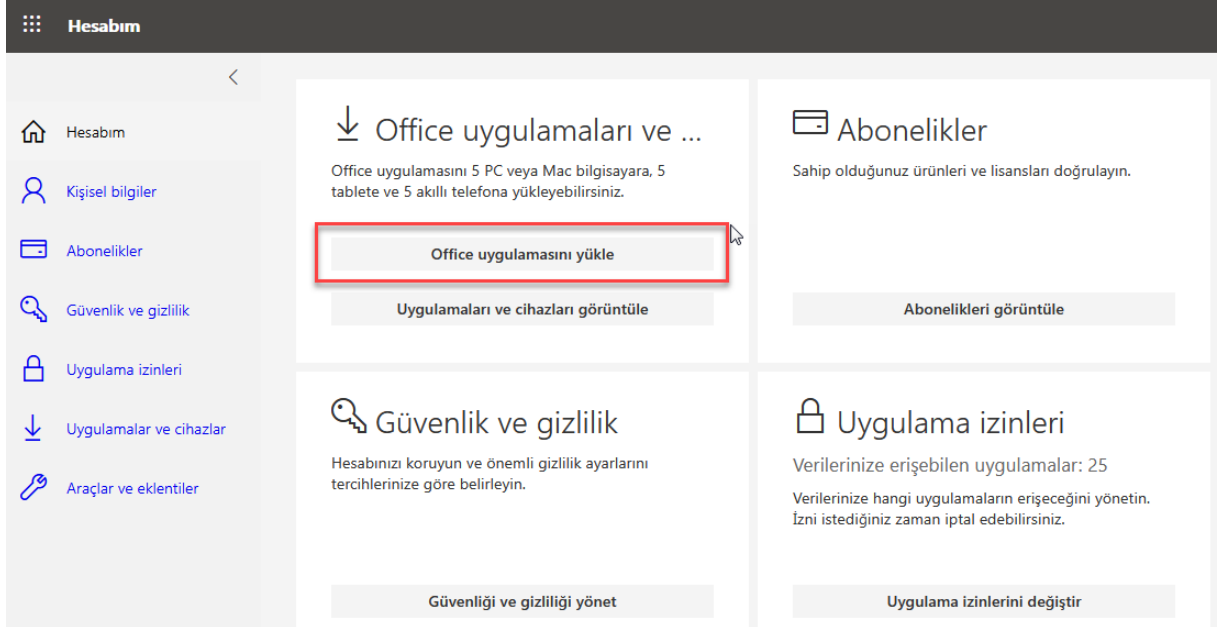 Hesabım
Hesabım
Kişisel bilgiler
Abonelikler
Güvenlik ve gizlilik
Uygulama izinleri
Uygulamalar ve cihazlar
Araçlar ve eklentiler
Office uygulamaları ve ...
Office uygulamasını 5 PC veya Mac bilgisayara, 5
tablete ve 5 akıllı telefona yükleyebilirsiniz.
Office uygulamasını yükle
Uygulamaları ve cihazları görüntüle
Abonelikler
Sahip olduğunuz ürünleri ve lisansları doğrulayın.
Abonelikleri görüntüle
Güvenlik ve gizlilik
Hesabınızı koruyun ve önemli gizlilik ayarlarını
tercihlerinize göre belirleyin.
Güvenliği ve gizliliği yönet
Uygulama izinleri
Verilerinize erişebilen uygulamalar: 25
Verilerinize hangi uygulamaların erişeceğini yönetin.
İzni istediğiniz zaman iptal edebilirsiniz.
Uygulama izinlerini değiştir